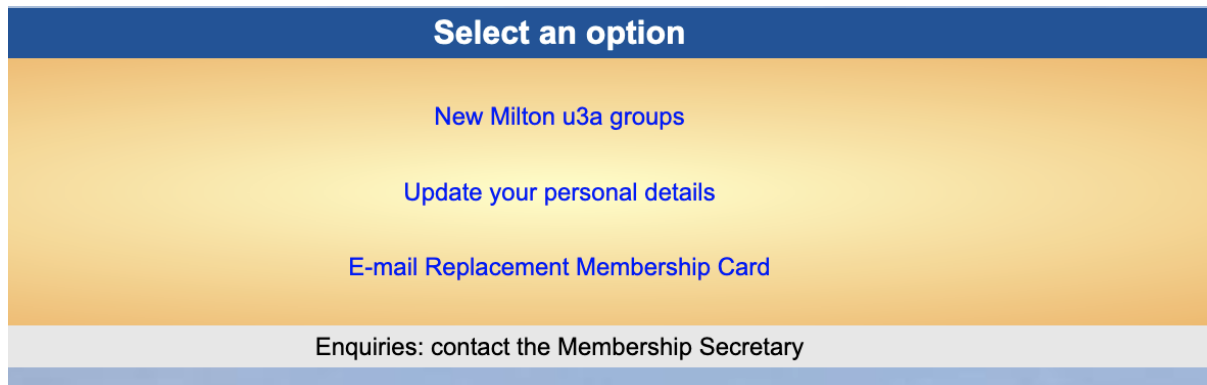 Select an option
New Milton u3a groups
Update your personal details
E-mail Replacement Membership Card
Enquiries: contact the Membership Secretary